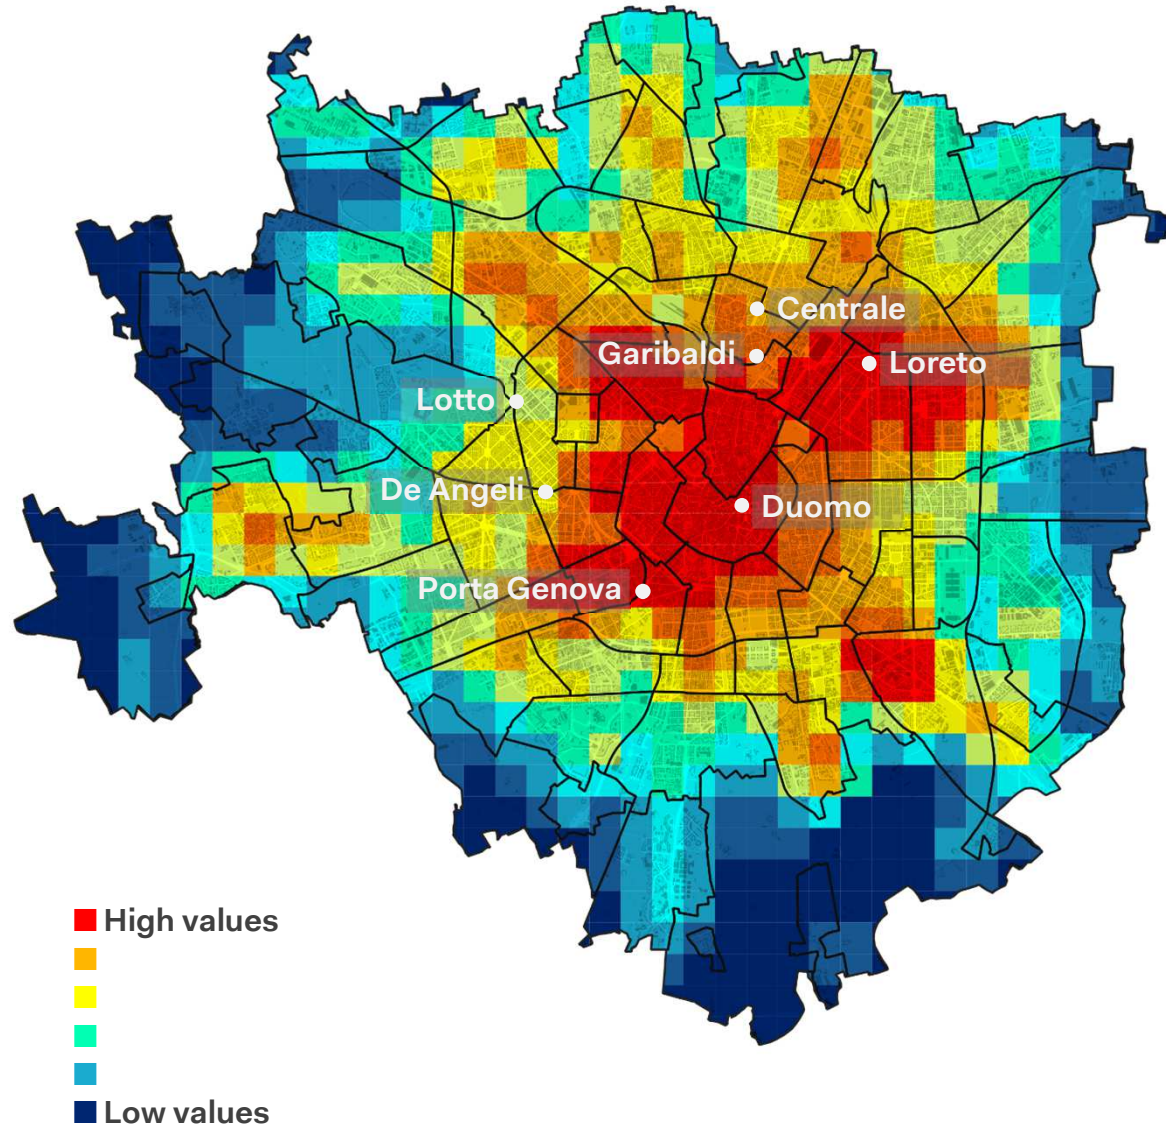 Centrale
Garibaldi
Loreto
Lotto
De Angeli
Duomo
Porta Genova
High values
Low values